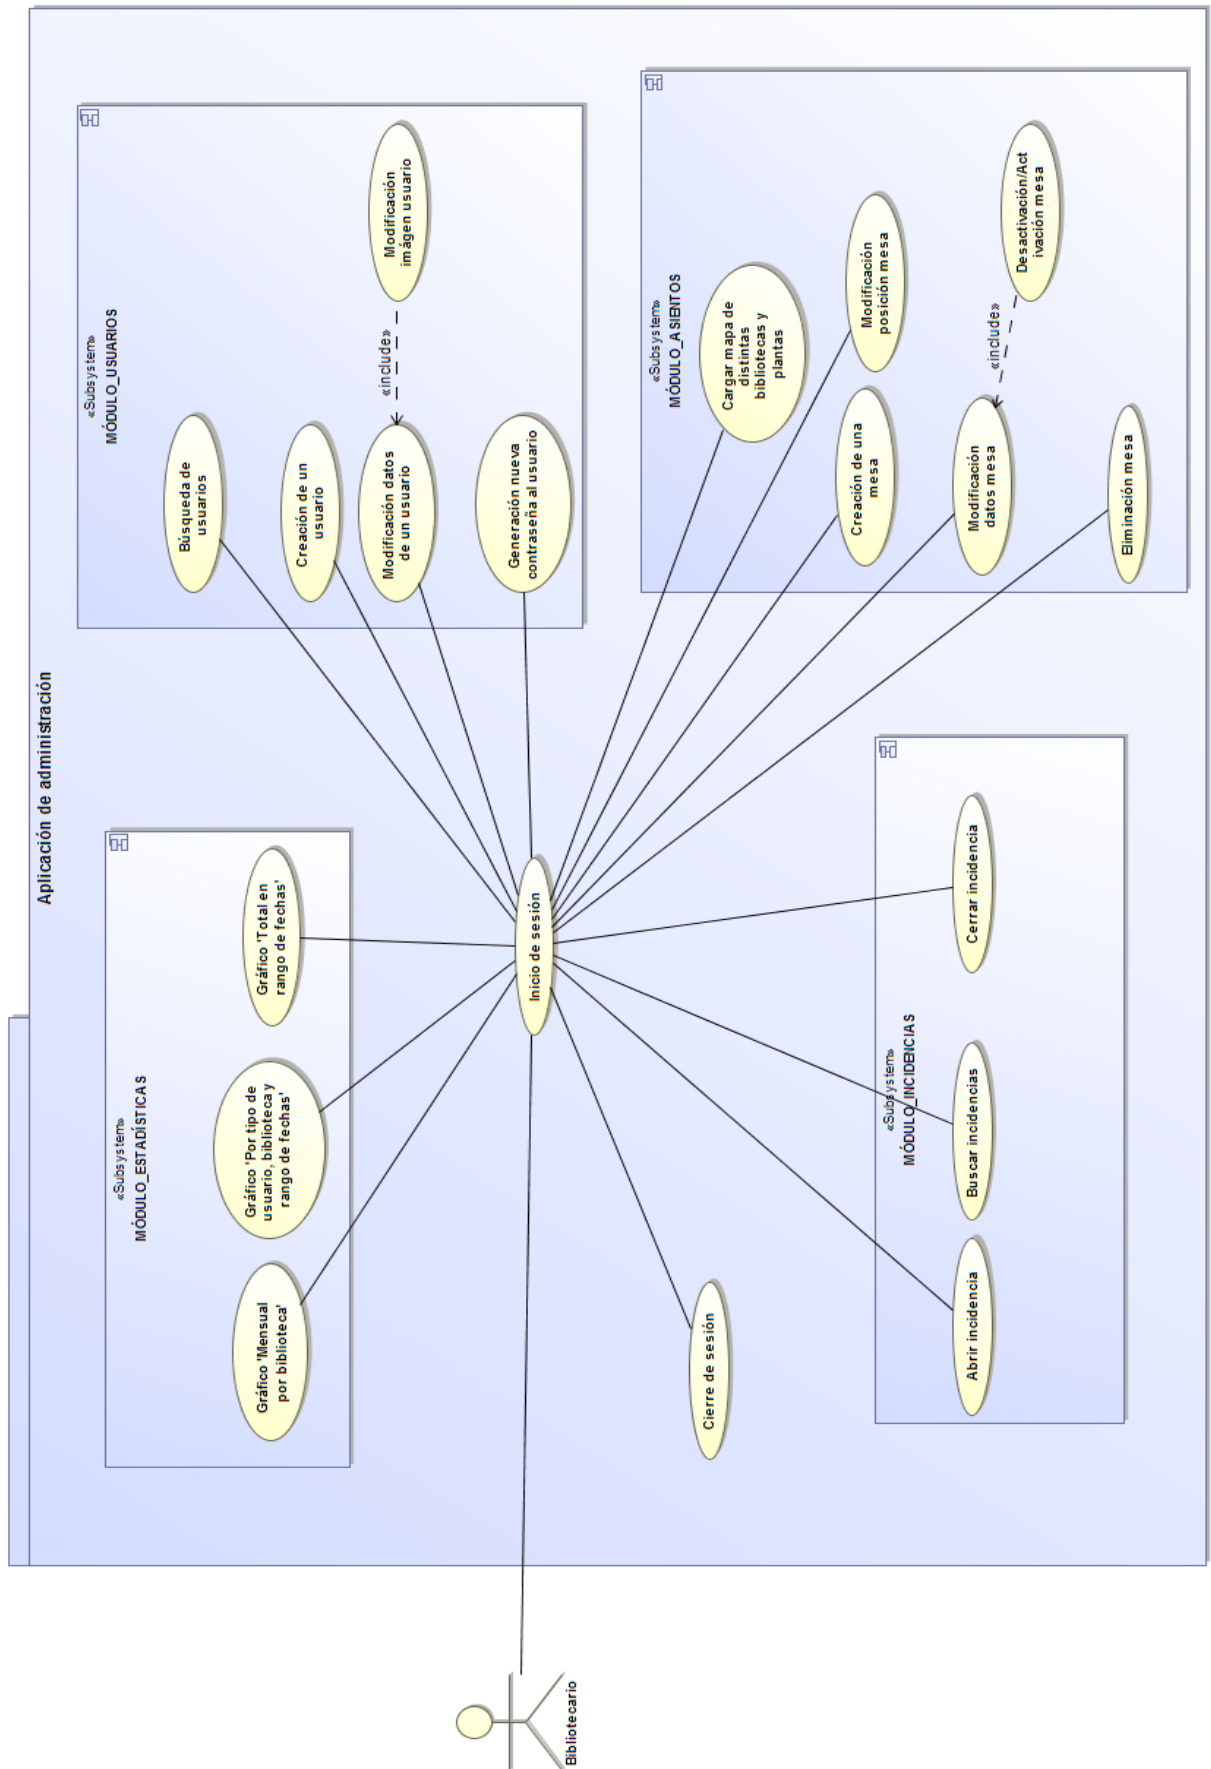 Aplicación de administración
«Subsystem»
MÓDULO_ESTADÍSTICAS
Gráfico 'Mensual
por biblioteca'
Gráfico 'Por tipo de
usuario, biblioteca y
rango de fechas'
Gráfico 'Total en
rango de fechas'
«Subsystem»
MÓDULO_USUARIOS
Búsqueda de
usuarios
Creación de un
usuario
Modificación datos
de un usuario
«include»
Modificación
imágen usuario
Generación nueva
contraseña al usuario
Bibliotecario
Inicio de sesión
Cierre de sesión
«Subsystem»
MÓDULO_ASIENTOS
Cargar mapa de
distintas
bibliotecas y
plantas
Modificación
posición mesa
Creación de una
mesa
Modificación
datos mesa
«include»
Desactivación/Act
ivación mesa
Eliminación mesa
«Subsystem»
MÓDULO_INCIDENCIAS
Abrir incidencia
Buscar incidencias
Cerrar incidencia